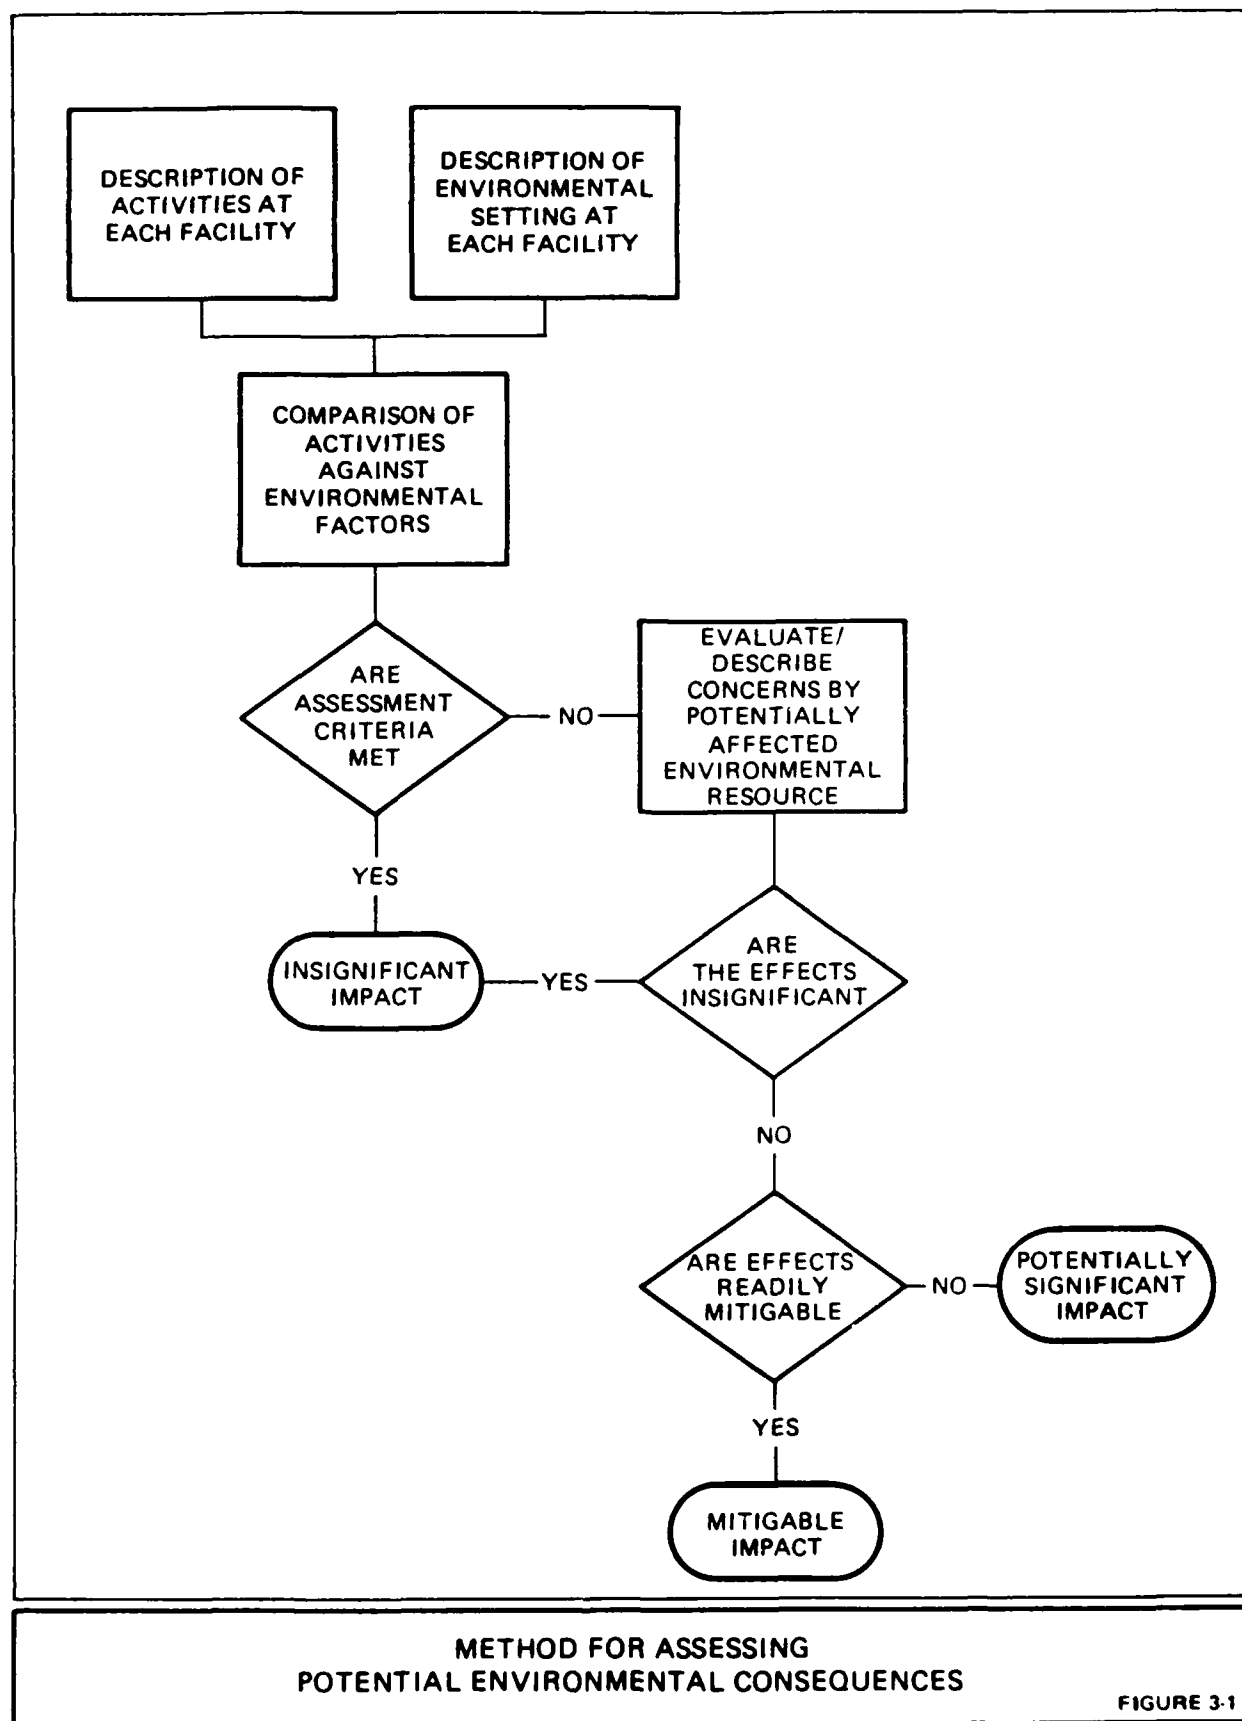 DESCRIPTION OF
ACTIVITIES AT
EACH FACILITY
DESCRIPTION OF
ENVIRONMENTAL
SETTING AT
EACH FACILITY
COMPARISON OF
ACTIVITIES
AGAINST
ENVIRONMENTAL
FACTORS
ARE
ASSESSMENT
CRITERIA
MET
NO
EVALUATE/
DESCRIBE
CONCERNS BY
POTENTIALLY
AFFECTED
ENVIRONMENTAL
RESOURCE
YES
INSIGNIFICANT
IMPACT
YES
ARE
THE EFFECTS
INSIGNIFICANT
NO
ARE EFFECTS
READILY
MITIGABLE
NO
POTENTIALLY
SIGNIFICANT
IMPACT
YES
MITIGABLE
IMPACT
METHOD FOR ASSESSING
POTENTIAL ENVIRONMENTAL CONSEQUENCES
FIGURE 3-1